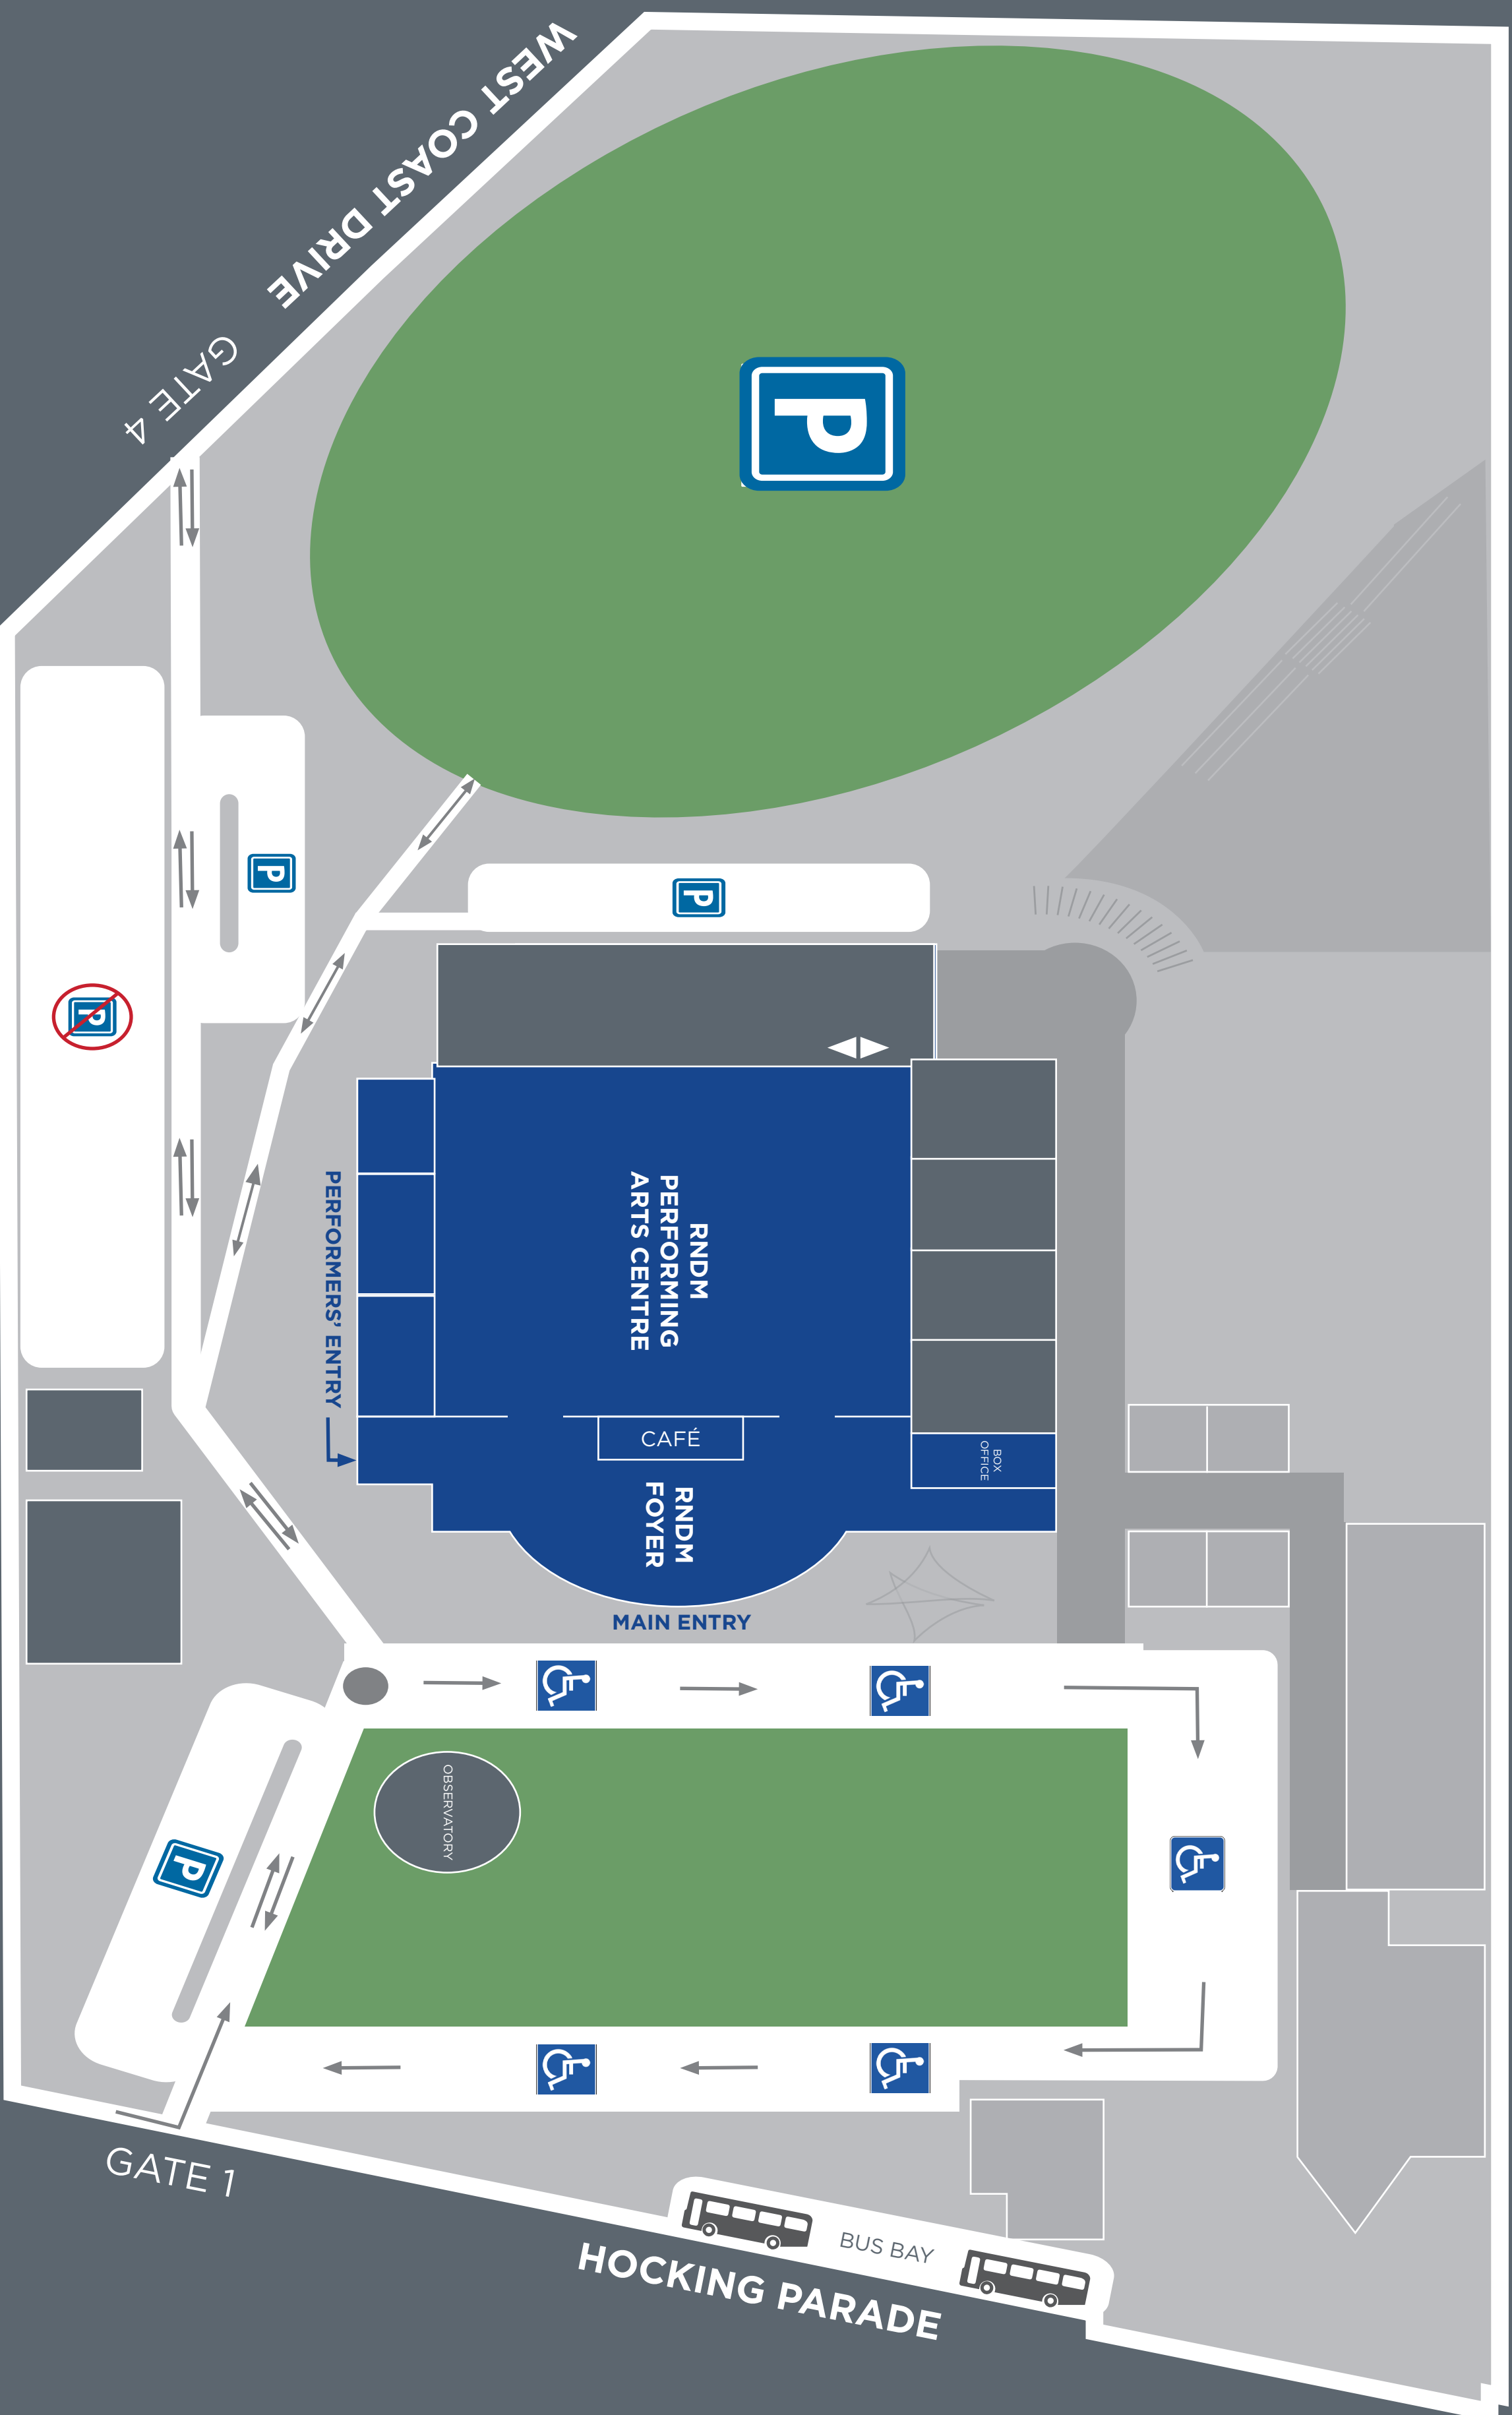 WEST COAST DRIVE
GATE 4
P
P
P
P
PERFORMERS' ENTRY
RNDM
PERFORMING
ARTS CENTRE
CAFÉ
BOX
OFFICE
RNDM
FOYER
MAIN ENTRY
OBSERVATORY
P
GATE 1
BUS BAY
HOCKING PARADE